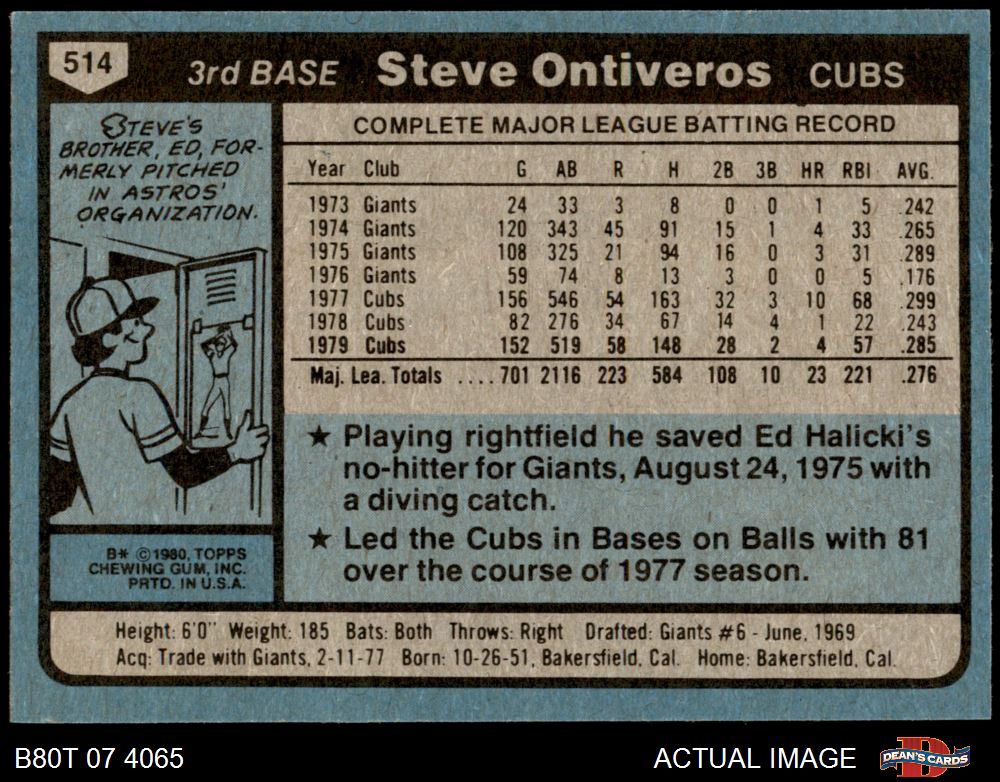 514 3rd BASE Steve Ontiveros CUBS
STEVE'S
BROTHER, ED, FOR-
MERLY PITCHED
IN ASTROS'
ORGANIZATION.
COMPLETE MAJOR LEAGUE BATTING RECORD
Year Club G AB R H 2B 3B HR RBI AVG.
1973 Giants 24 33 3 8 0 0 1 5 .242
1974 Giants 120 343 45 91 15 1 4 33 .265
1975 Giants 108 325 21 94 16 0 3 31 .289
1976 Giants 59 74 8 13 3 0 0 5 .176
1977 Cubs 156 546 54 163 32 3 10 68 .299
1978 Cubs 82 276 34 67 14 4 1 22 .243
1979 Cubs 152 519 58 148 28 2 4 57 .285
Maj. Lea. Totals ....701 2116 223 584 108 10 23 221 .276
★ Playing rightfield he saved Ed Halicki's
no-hitter for Giants, August 24, 1975 with
a diving catch.
★ Led the Cubs in Bases on Balls with 81
over the course of 1977 season.
B* ©1980, TOPPS
CHEWING GUM, INC.
PRTD. IN U.S.A.
Height: 6'0" Weight: 185 Bats: Both Throws: Right Drafted: Giants #6 - June, 1969
Acq: Trade with Giants, 2-11-77 Born: 10-26-51, Bakersfield, Cal. Home: Bakersfield, Cal.
B80T 07 4065 ACTUAL IMAGE DEAN'S CARDS